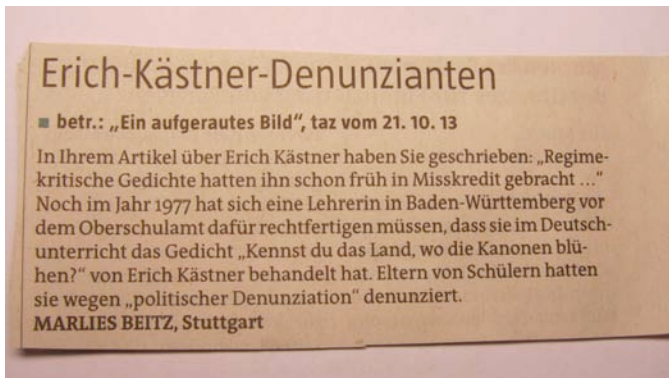 Erich-Kästner-Denunzianten
■ betr.: „Ein aufgerautes Bild“, taz vom 21. 10. 13
In Ihrem Artikel über Erich Kästner haben Sie geschrieben: „Regime-
kritische Gedichte hatten ihn schon früh in Misskredit gebracht ...“
Noch im Jahr 1977 hat sich eine Lehrerin in Baden-Württemberg vor
dem Oberschulamt dafür rechtfertigen müssen, dass sie im Deutsch-
unterricht das Gedicht „Kennst du das Land, wo die Kanonen blü-
hen?“ von Erich Kästner behandelt hat. Eltern von Schülern hatten
sie wegen „politischer Denunziation“ denunziert.
MARLIES BEITZ, Stuttgart